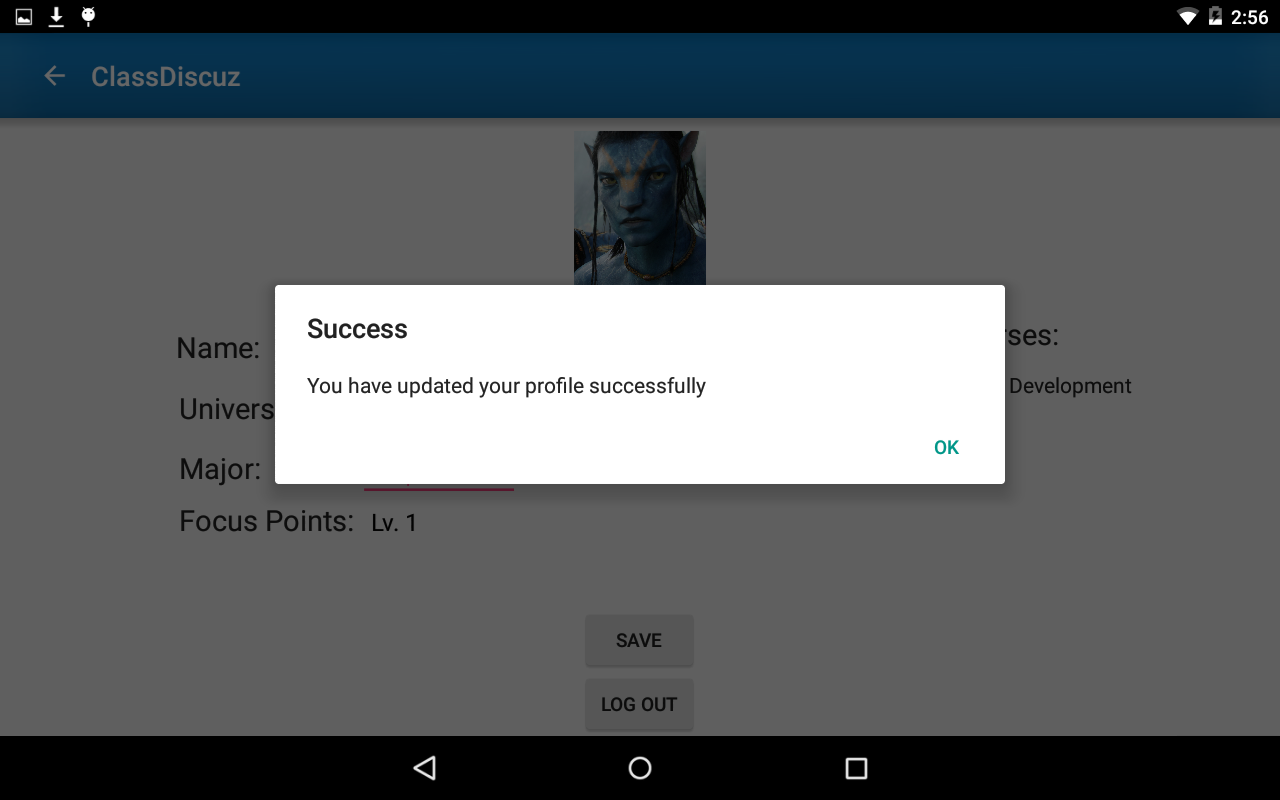 2:56
ClassDiscuz
Success
You have updated your profile successfully
OK
Name:
Univers
Major:
Focus Points: Lv. 1
rses:
Development
SAVE
LOG OUT